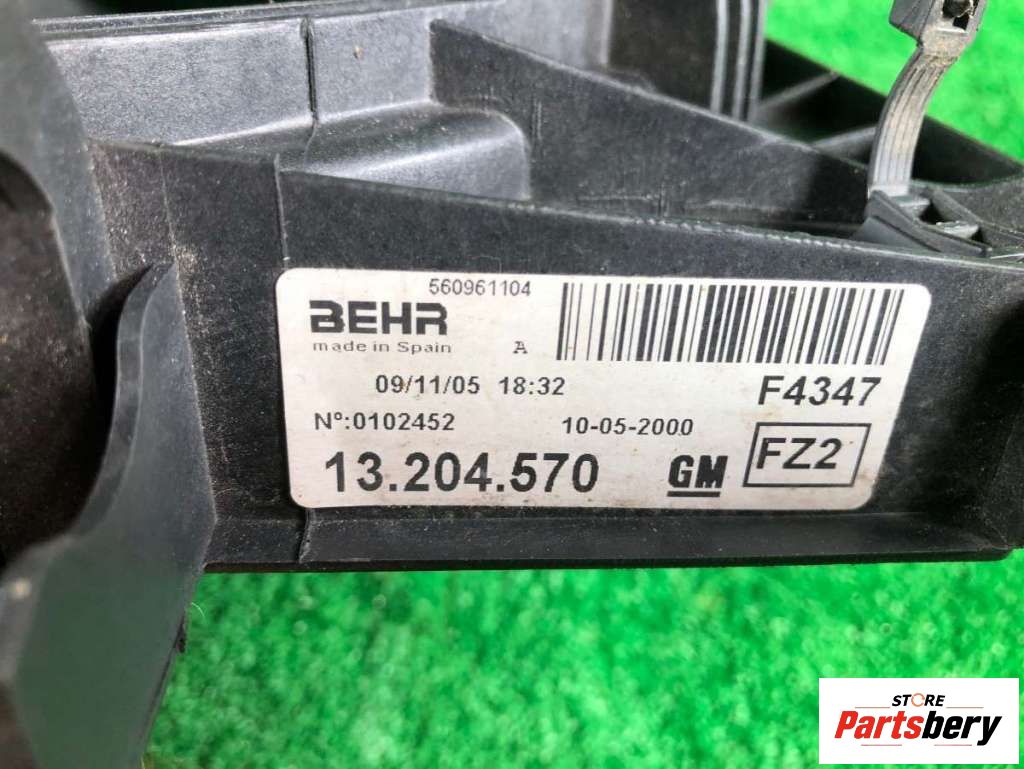 560961104
BEHR
made in Spain A
09/11/05 18:32 F4347
Nº:0102452 10-05-2000
13.204.570 GM FZ2
STORE
Partsbery